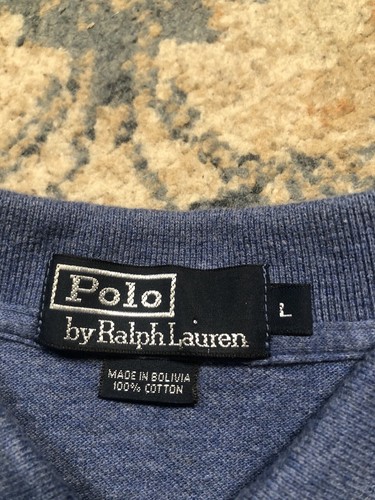 Polo
by Ralph Lauren
L
MADE IN BOLIVIA
100% COTTON